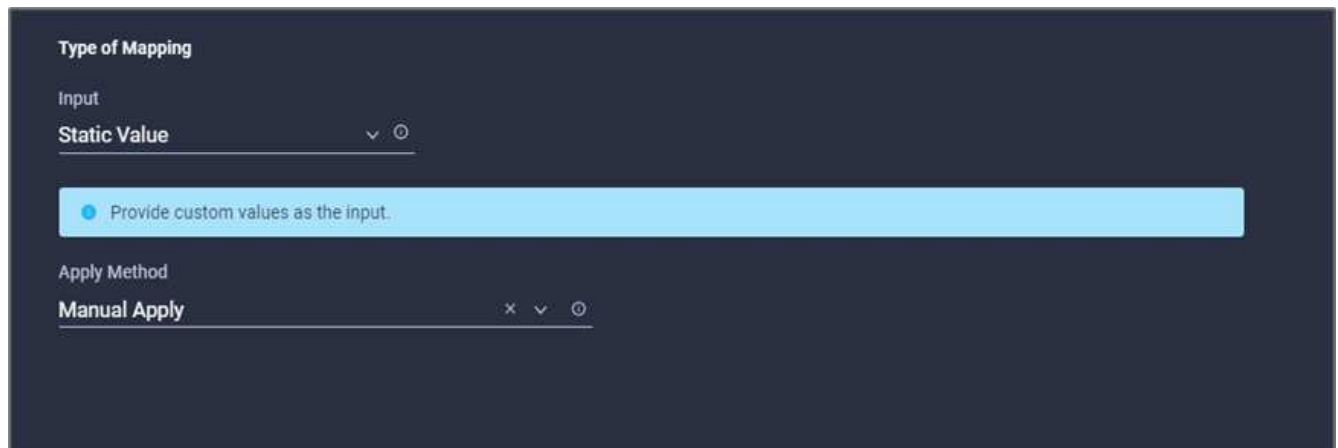 Type of Mapping
Input
Static Value
Provide custom values as the input.
Apply Method
Manual Apply